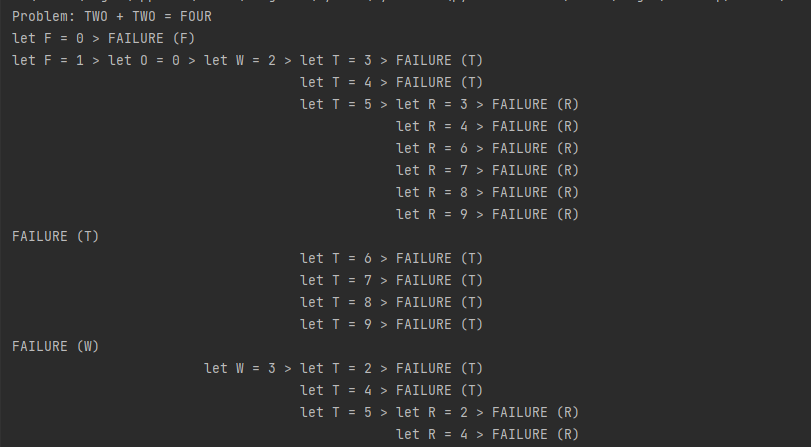 Problem: TWO + TWO = FOUR
let F = 0 > FAILURE (F)
let F = 1 > let O = 0 > let W = 2 > let T = 3 > FAILURE (T)
let T = 4 > FAILURE (T)
let T = 5 > let R = 3 > FAILURE (R)
let R = 4 > FAILURE (R)
let R = 6 > FAILURE (R)
let R = 7 > FAILURE (R)
let R = 8 > FAILURE (R)
let R = 9 > FAILURE (R)
FAILURE (T)
let T = 6 > FAILURE (T)
let T = 7 > FAILURE (T)
let T = 8 > FAILURE (T)
let T = 9 > FAILURE (T)
FAILURE (W)
let W = 3 > let T = 2 > FAILURE (T)
let T = 4 > FAILURE (T)
let T = 5 > let R = 2 > FAILURE (R)
let R = 4 > FAILURE (R)